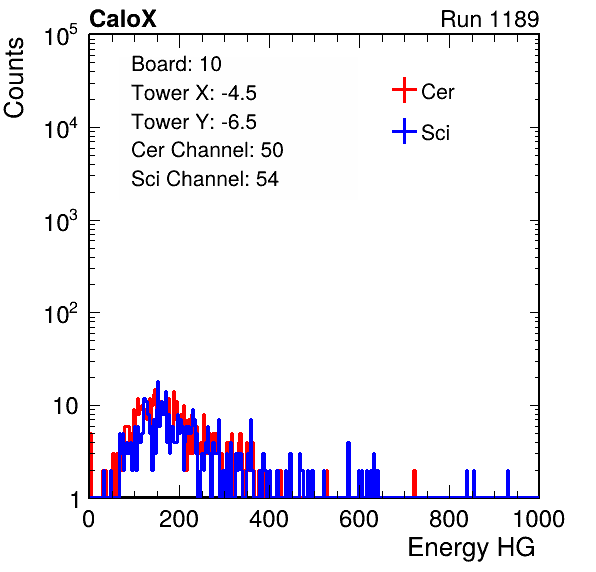 CaloX Run 1189
Counts
10^5
10^4
10^3
10^2
10
1
Board: 10
Tower X: -4.5
Tower Y: -6.5
Cer Channel: 50
Sci Channel: 54
Cer
Sci
0 200 400 600 800 1000
Energy HG